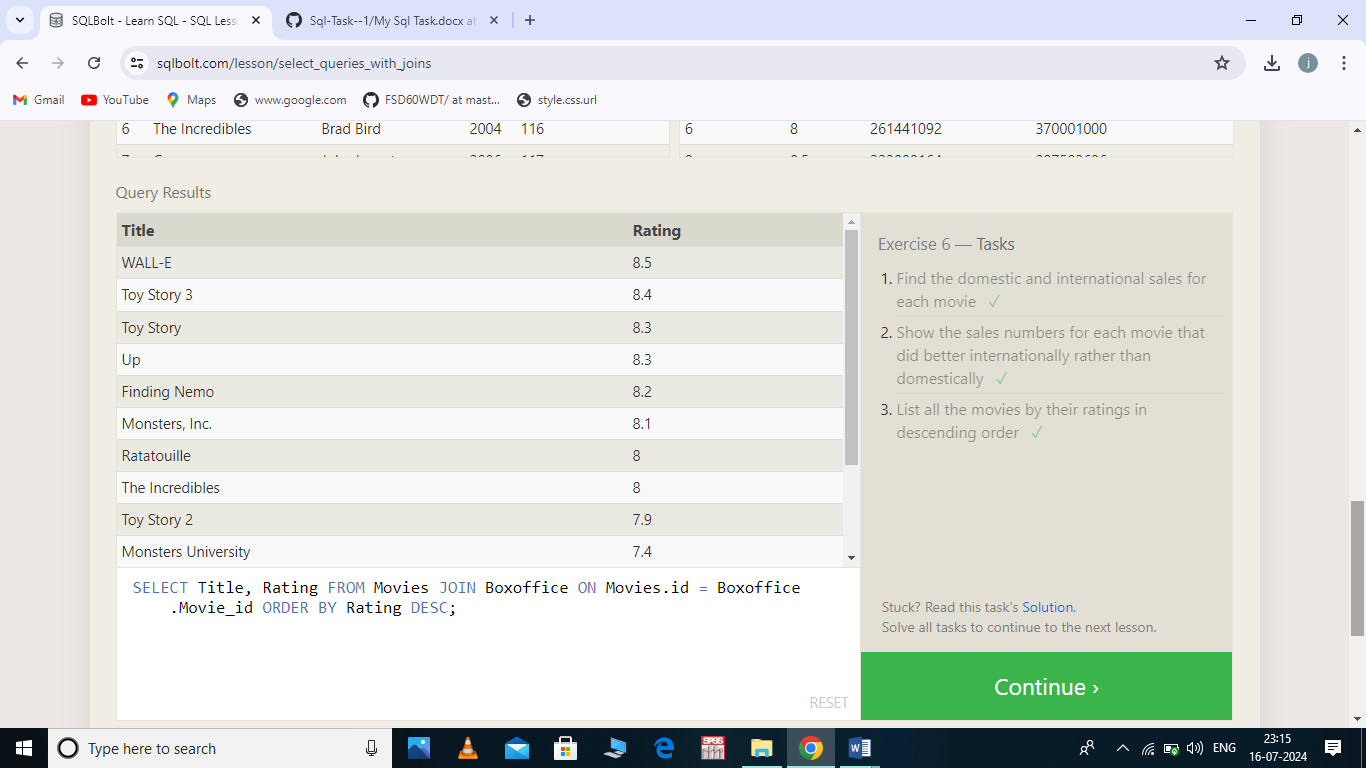 SQLBolt - Learn SQL - SQL Less
Sql-Task--1/My Sql Task.docx at
sqlbolt.com/lesson/select_queries_with_joins
j
Gmail
YouTube
Maps
www.google.com
FSD60WDT/ at mast...
style.css.url
6 The Incredibles Brad Bird 2004 116
6 8 261441092 370001000
Query Results
Title Rating
WALL-E 8.5
Toy Story 3 8.4
Toy Story 8.3
Up 8.3
Finding Nemo 8.2
Monsters, Inc. 8.1
Ratatouille 8
The Incredibles 8
Toy Story 2 7.9
Monsters University 7.4
SELECT Title, Rating FROM Movies JOIN Boxoffice ON Movies.id = Boxoffice
.Movie_id ORDER BY Rating DESC;
RESET
Exercise 6 — Tasks
1. Find the domestic and international sales for
each movie ✓
2. Show the sales numbers for each movie that
did better internationally rather than
domestically ✓
3. List all the movies by their ratings in
descending order ✓
Stuck? Read this task's Solution.
Solve all tasks to continue to the next lesson.
Continue ›
Type here to search
SPSS
ENG
23:15
16-07-2024